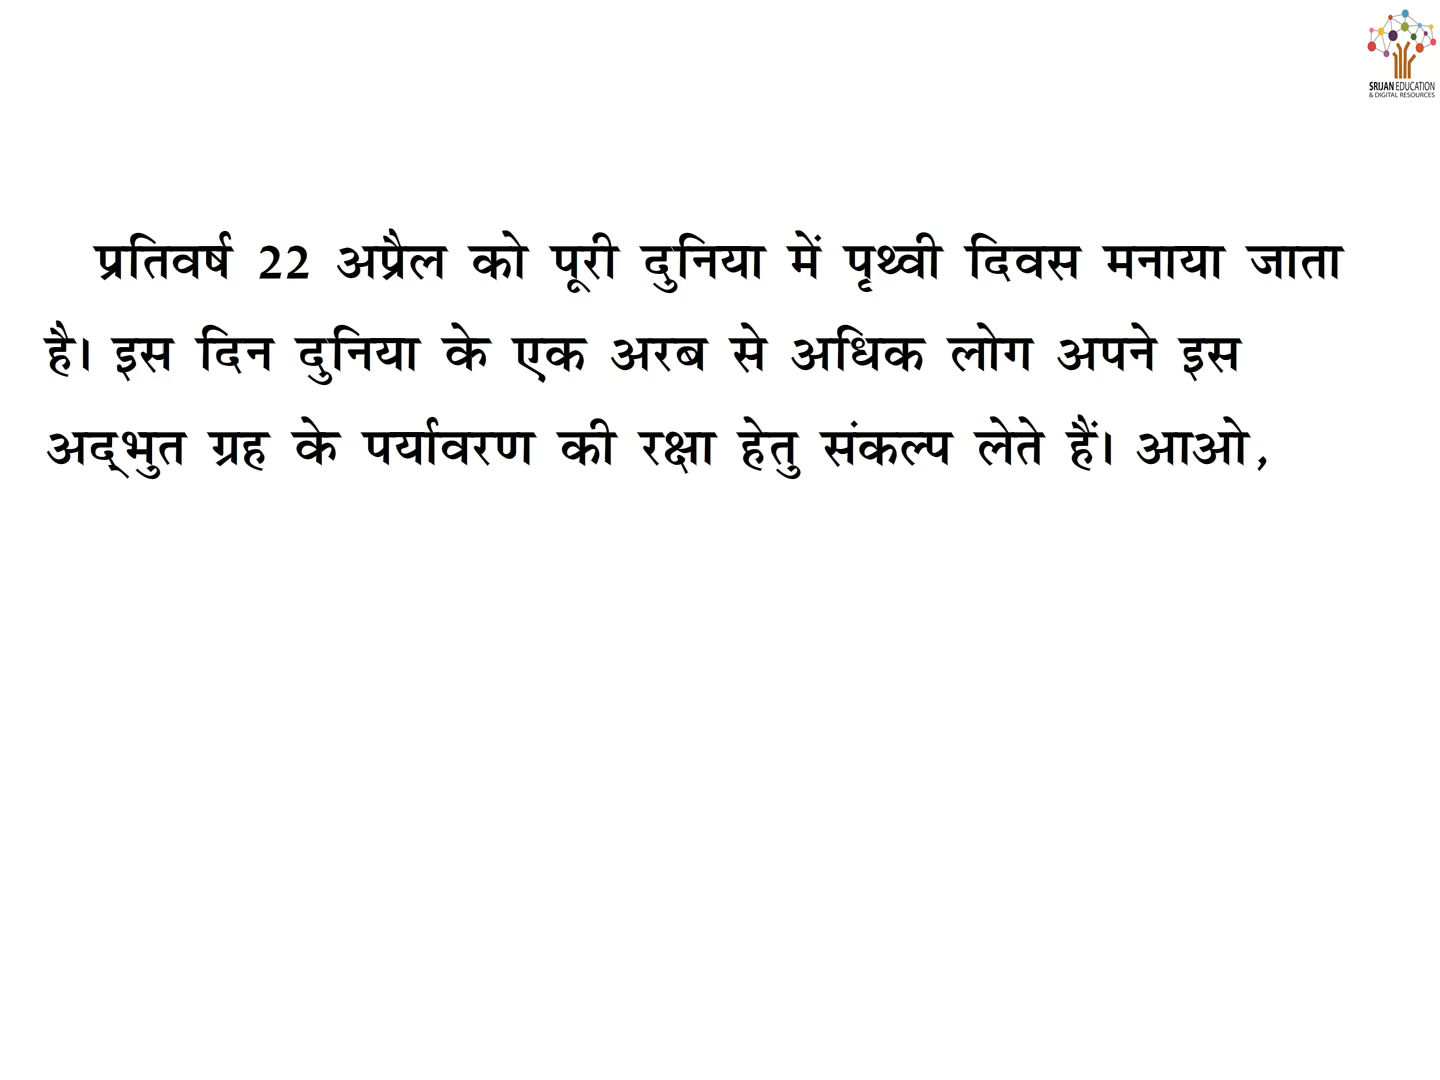 SRIJAN EDUCATION
& DIGITAL RESOURCES
प्रतिवर्ष 22 अप्रैल को पूरी दुनिया में पृथ्वी दिवस मनाया जाता
है। इस दिन दुनिया के एक अरब से अधिक लोग अपने इस
अद्‌भुत ग्रह के पर्यावरण की रक्षा हेतु संकल्प लेते हैं। आओ,